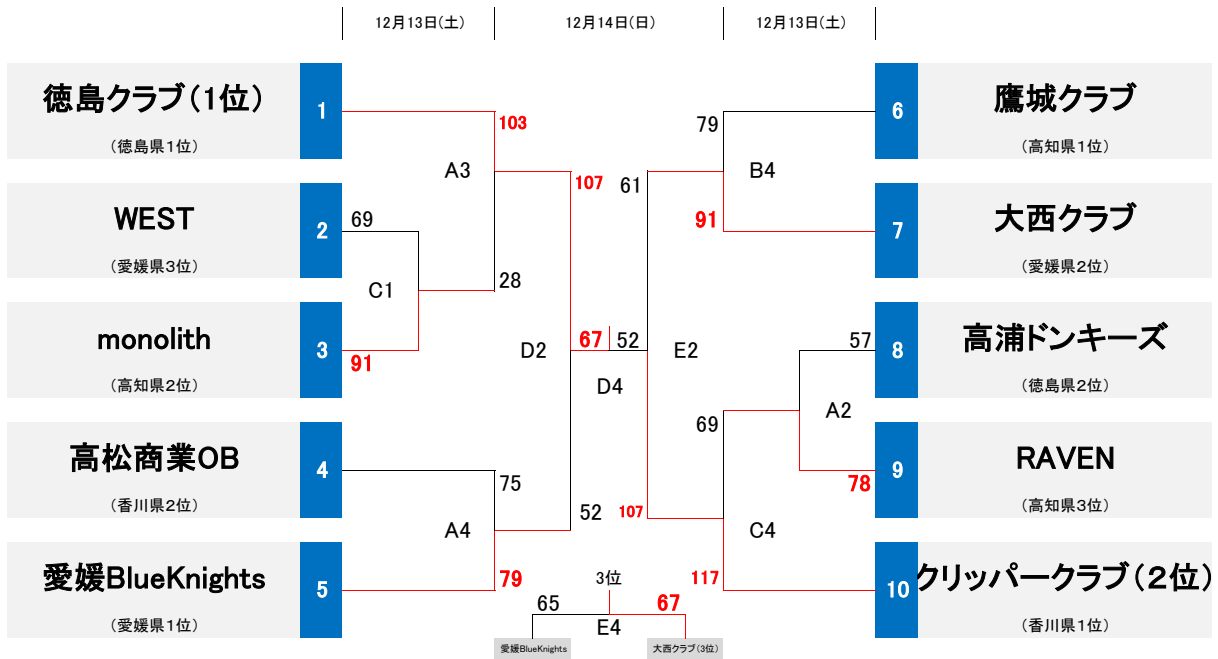 12月13日(土)
12月14日(日)
12月13日(土)
徳島クラブ(1位)
(徳島県1位)
1
WEST
(愛媛県3位)
2
monolith
(高知県2位)
3
高松商業OB
(香川県2位)
4
愛媛BlueKnights
(愛媛県1位)
5
103
A3
69
C1
28
91
75
A4
79
107
D2
52
67
52
D4
61
E2
107
79
B4
91
57
A2
69
78
C4
117
3位
65
67
E4
愛媛BlueKnights
大西クラブ(3位)
6
鷹城クラブ
(高知県1位)
7
大西クラブ
(愛媛県2位)
8
高浦ドンキーズ
(徳島県2位)
9
RAVEN
(高知県3位)
10
クリッパークラブ(2位)
(香川県1位)